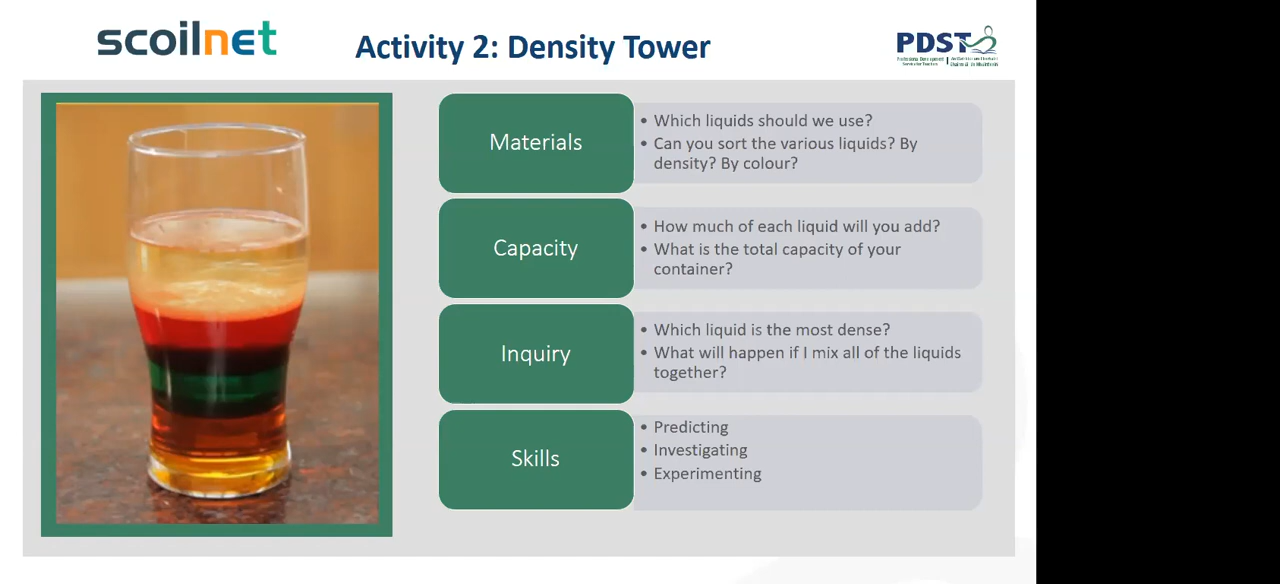 scoilnet
Activity 2: Density Tower
PDST
Materials
• Which liquids should we use?
• Can you sort the various liquids? By
density? By colour?
Capacity
• How much of each liquid will you add?
• What is the total capacity of your
container?
Inquiry
• Which liquid is the most dense?
• What will happen if I mix all of the liquids
together?
Skills
• Predicting
• Investigating
• Experimenting